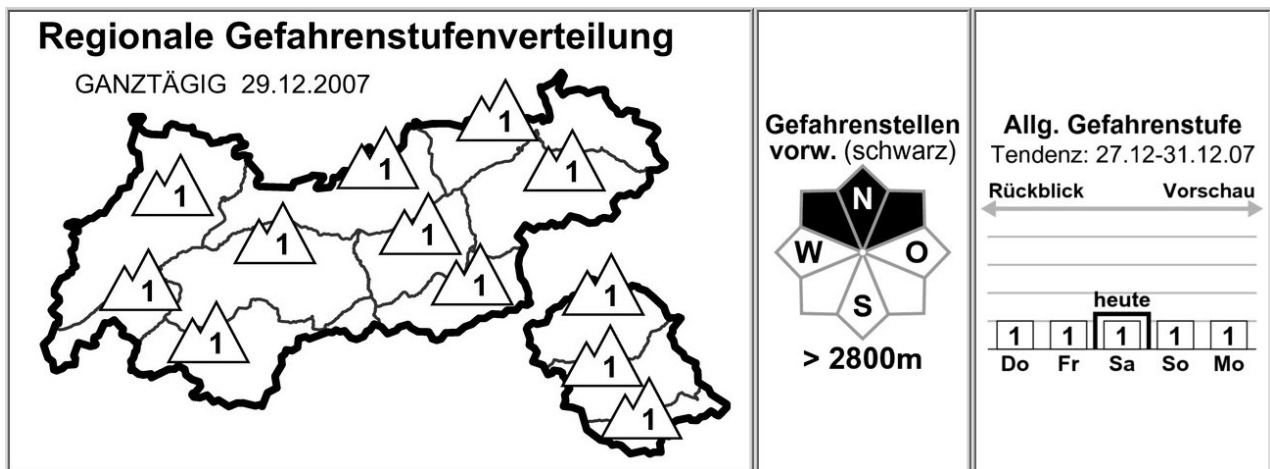 Regionale Gefahrenstufenverteilung
GANZTÄGIG 29.12.2007
1
1
1
1
1
1
1
1
1
1
1
1
Gefahrenstellen
vorw. (schwarz)
N
W O
S
> 2800m
Allg. Gefahrenstufe
Tendenz: 27.12-31.12.07
Rückblick Vorschau
heute
1 1 1 1 1
Do Fr Sa So Mo